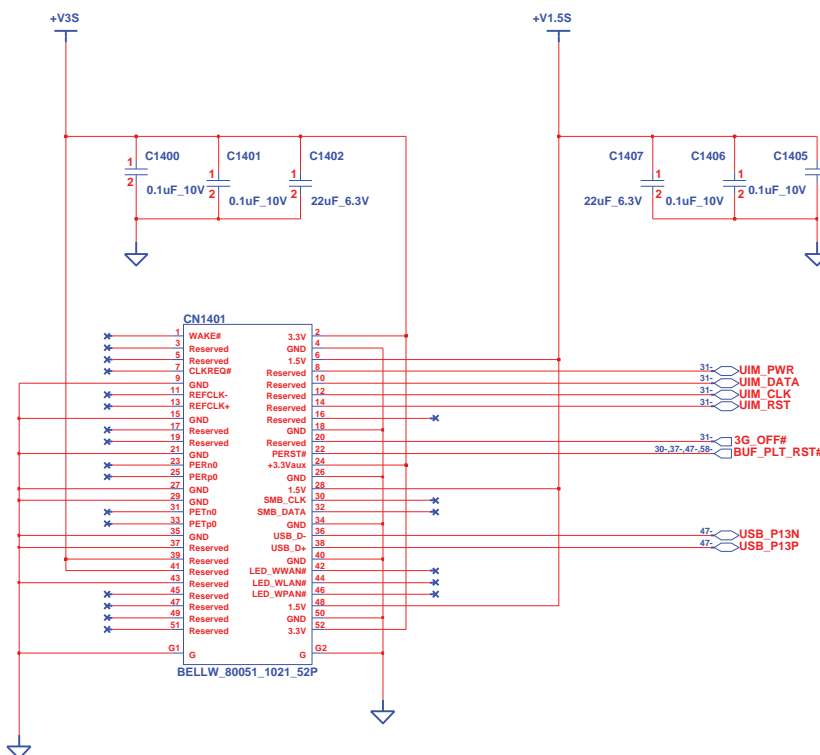 +V3S
+V1.5S
C1400
1
2
0.1uF_10V
C1401
1
2
0.1uF_10V
C1402
1
2
22uF_6.3V
C1407
1
2
22uF_6.3V
C1406
1
2
0.1uF_10V
C1405
0.1uF_10V
CN1401
1 WAKE# 3.3V 2
3 Reserved GND 4
5 Reserved 1.5V 6
7 CLKREQ# Reserved 8 31- UIM_PWR
9 GND Reserved 10 31- UIM_DATA
11 REFCLK- Reserved 12 31- UIM_CLK
13 REFCLK+ Reserved 14 31- UIM_RST
15 GND Reserved 16
17 Reserved GND 18
19 Reserved Reserved 20 31- 3G_OFF#
21 GND PERST# 22 30-,37-,47-,58- BUF_PLT_RST#
23 PERn0 +3.3Vaux 24
25 PERp0 GND 26
27 GND 1.5V 28
29 GND SMB_CLK 30
31 PETn0 SMB_DATA 32
33 PETp0 GND 34
35 GND USB_D- 36 47- USB_P13N
37 Reserved USB_D+ 38 47- USB_P13P
39 Reserved GND 40
41 Reserved LED_WWAN# 42
43 Reserved LED_WLAN# 44
45 Reserved LED_WPAN# 46
47 Reserved 1.5V 48
49 Reserved GND 50
51 Reserved 3.3V 52
G1 G G G2
BELLW_80051_1021_52P